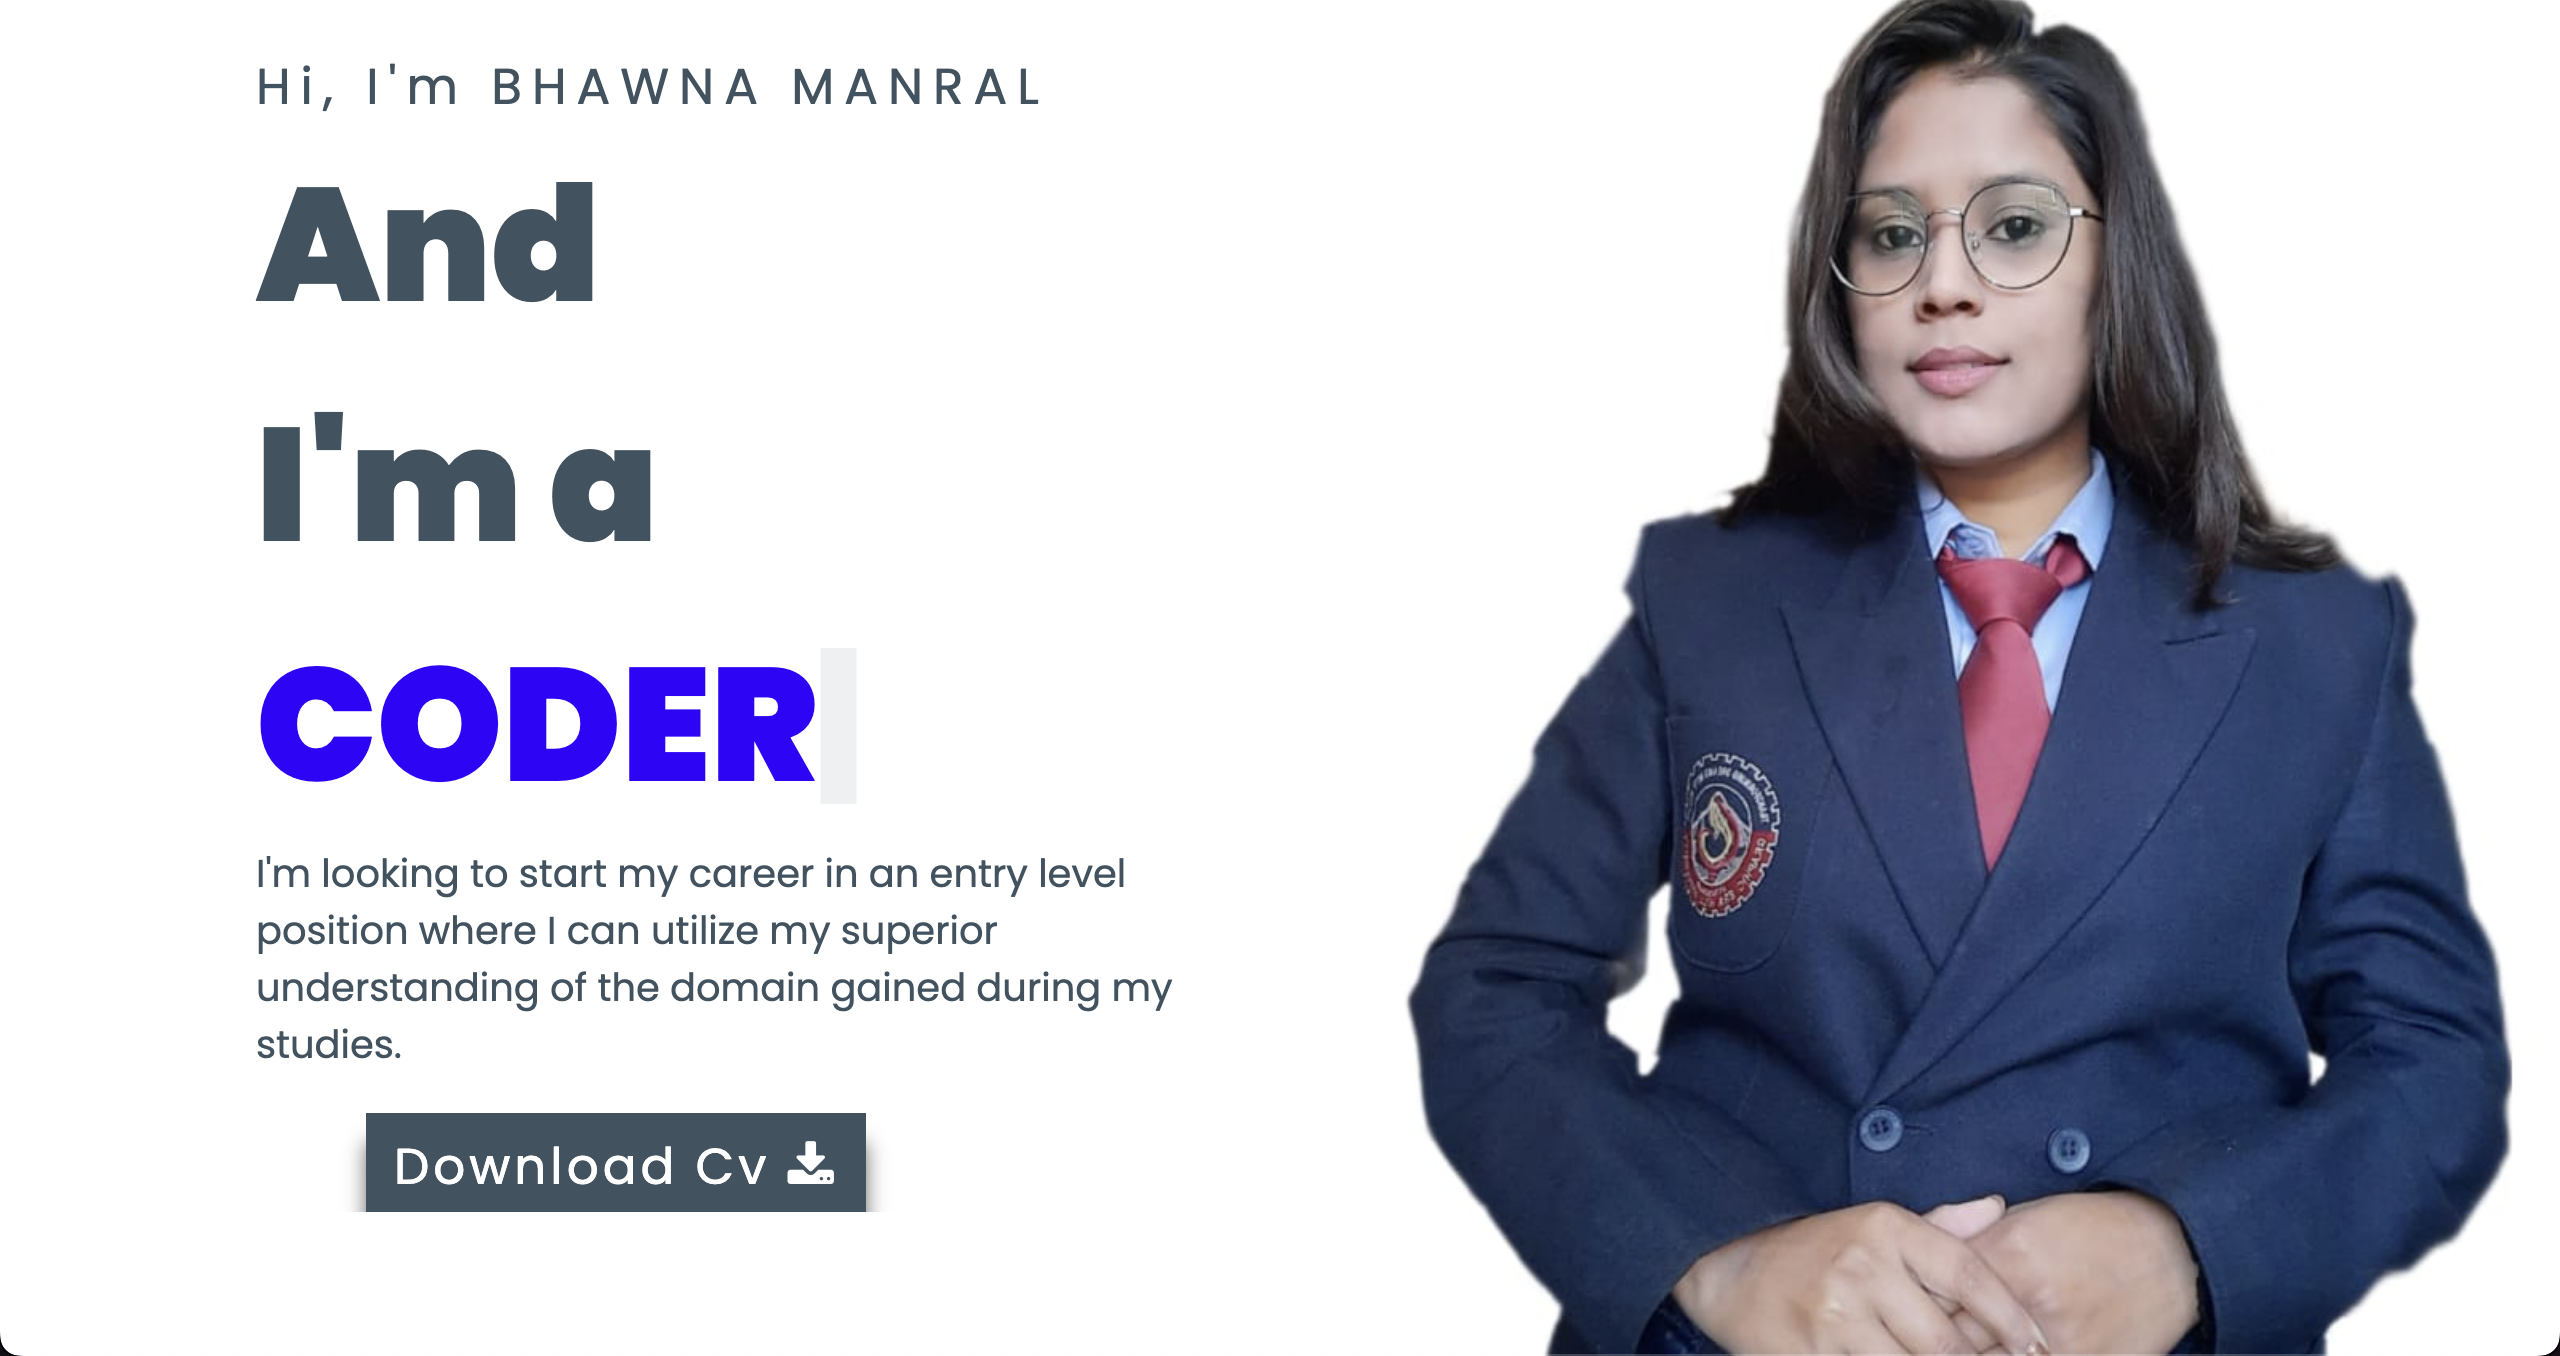 Hi, I'm BHAWNA MANRAL
And
I'm a
CODER
I'm looking to start my career in an entry level
position where I can utilize my superior
understanding of the domain gained during my
studies.
Download Cv